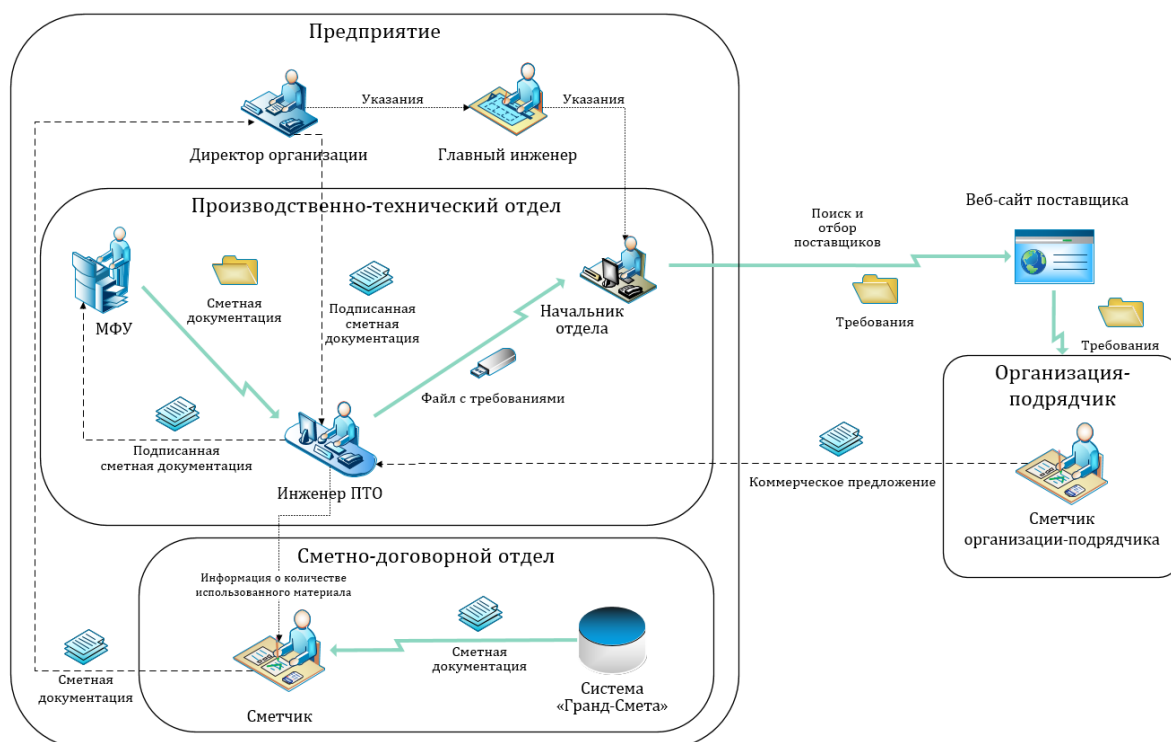 Предприятие
Указания
Указания
Директор организации
Главный инженер
Производственно-технический отдел
МФУ
Сметная
документация
Подписанная
сметная
документация
Начальник
отдела
Файл с требованиями
Подписанная
сметная документация
Инженер ПТО
Поиск и
отбор
поставщиков
Требования
Веб-сайт поставщика
Требования
Организация-
подрядчик
Коммерческое предложение
Сметчик
организации-подрядчика
Сметно-договорной отдел
Информация о количестве
использованного материала
Сметная
документация
Сметная
документация
Сметчик
Система
«Гранд-Смета»